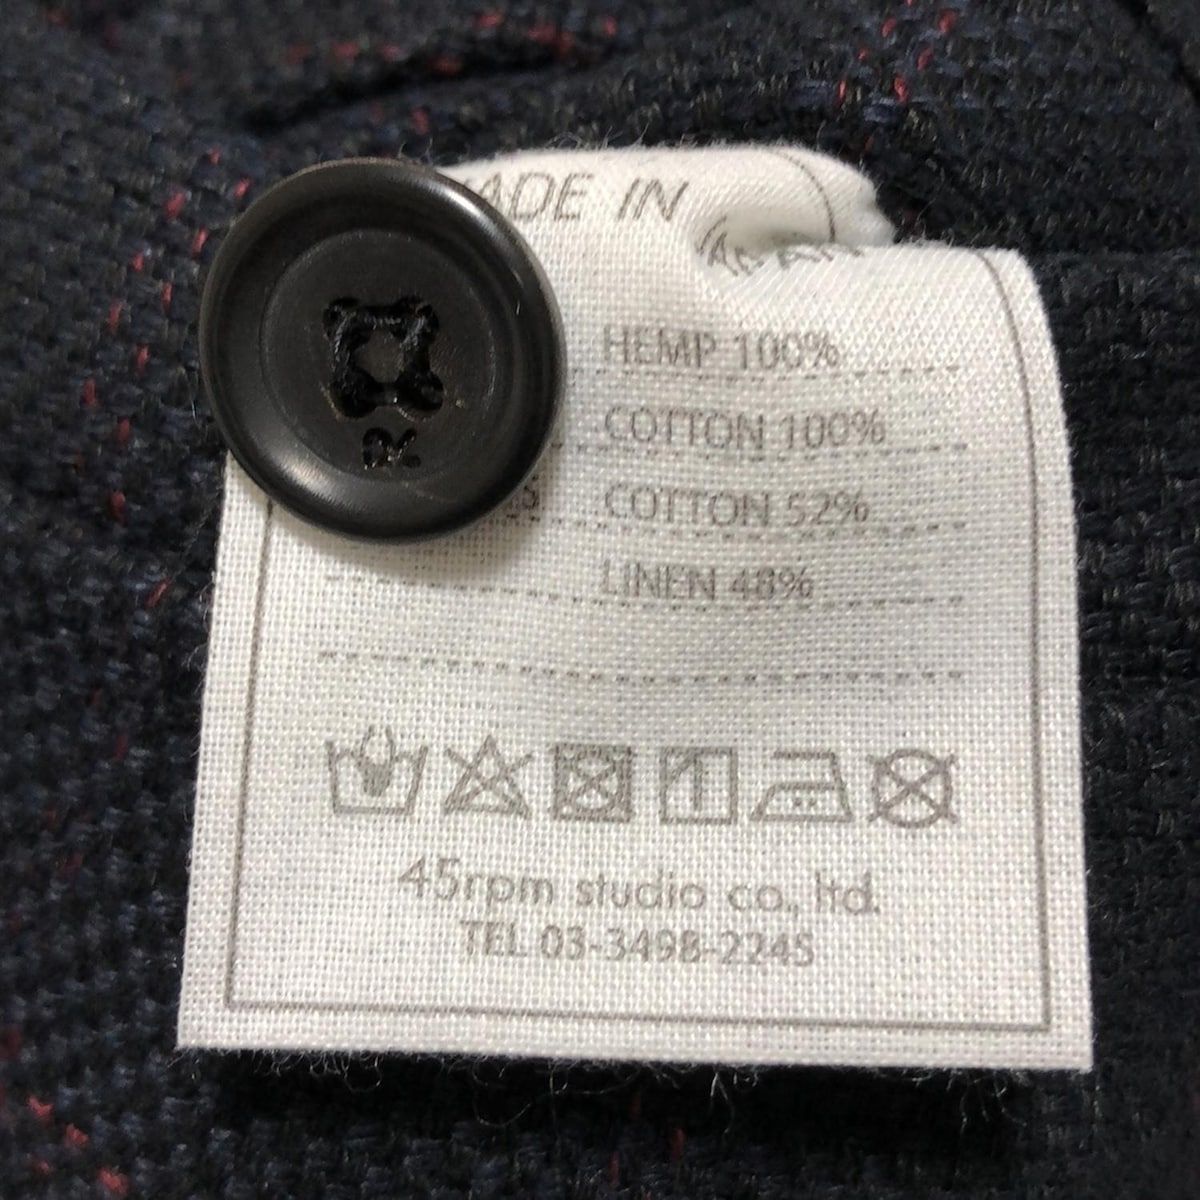 ADE IN
HEMP 100%
COTTON 100%
COTTON 52%
LINEN 48%
45rpm studio co., ltd.
TEL 03-3498-2245